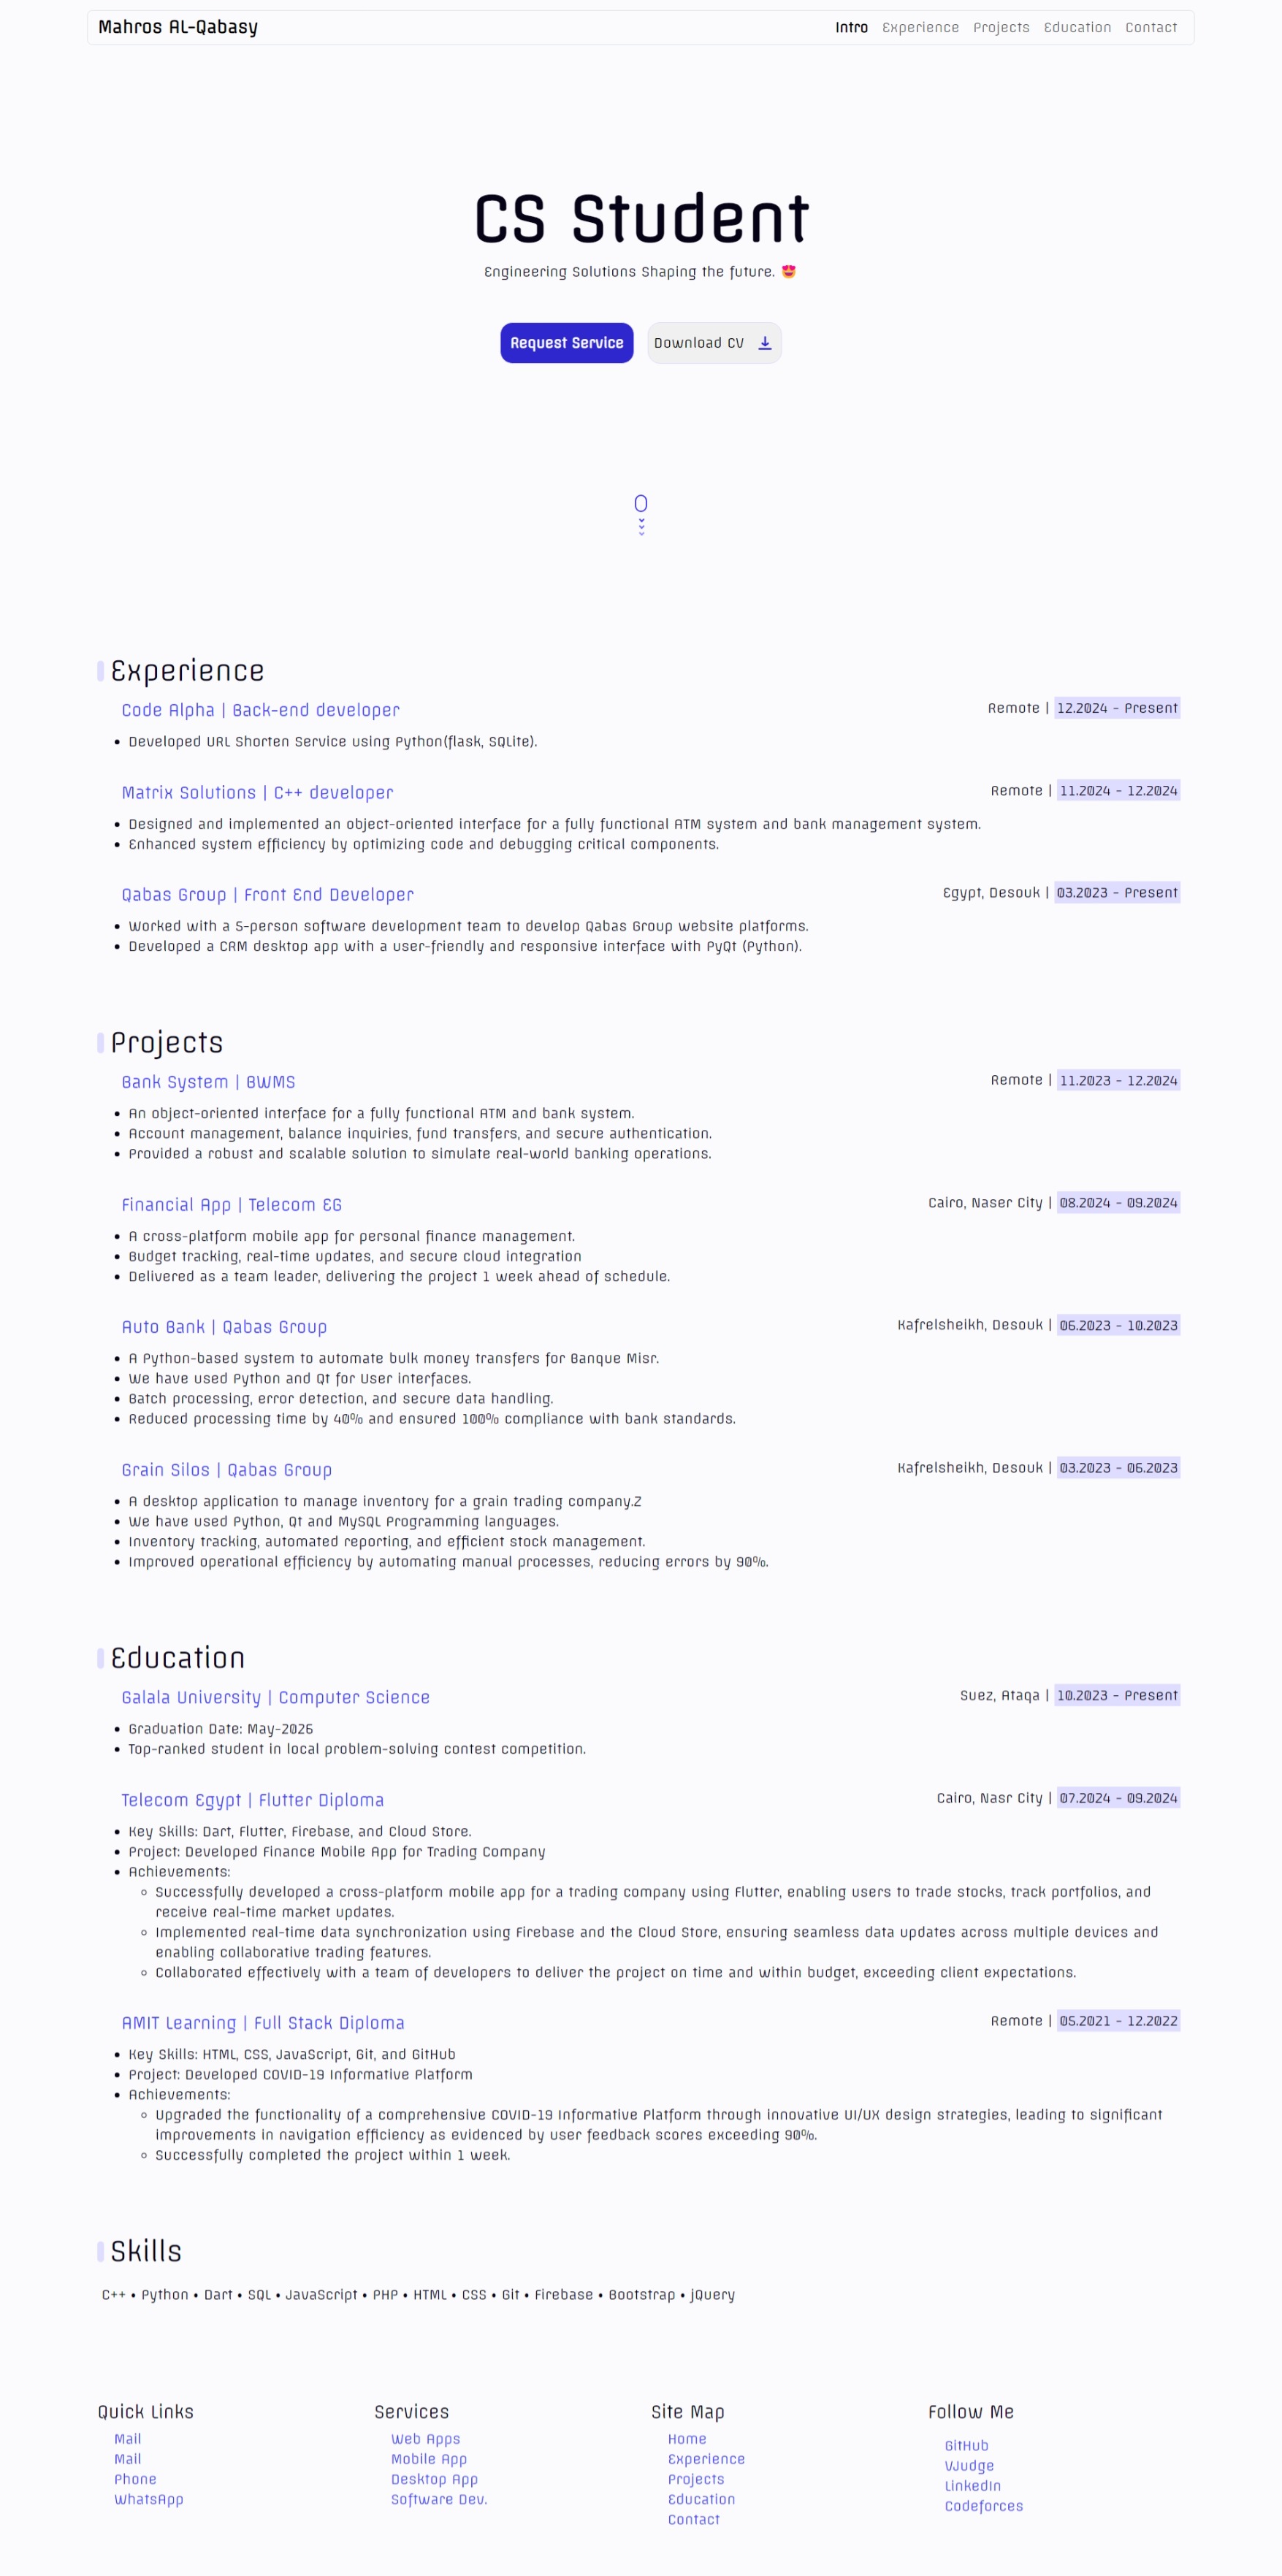 Mahros AL-Qabasy
Intro Experience Projects Education Contact
CS Student
Engineering Solutions Shaping the future. 😍
Request Service
Download CV
Experience
Code Alpha | Back-end developer
Remote | 12.2024 - Present
• Developed URL Shorten Service using Python(flask, SQLite).
Matrix Solutions | C++ developer
Remote | 11.2024 - 12.2024
• Designed and implemented an object-oriented interface for a fully functional ATM system and bank management system.
• Enhanced system efficiency by optimizing code and debugging critical components.
Qabas Group | Front End Developer
Egypt, Desouk | 03.2023 - Present
• Worked with a 5-person software development team to develop Qabas Group website platforms.
• Developed a CRM desktop app with a user-friendly and responsive interface with PyQt (Python).
Projects
Bank System | BWMS
Remote | 11.2023 - 12.2024
• An object-oriented interface for a fully functional ATM and bank system.
• Account management, balance inquiries, fund transfers, and secure authentication.
• Provided a robust and scalable solution to simulate real-world banking operations.
Financial App | Telecom EG
Cairo, Naser City | 08.2024 - 09.2024
• A cross-platform mobile app for personal finance management.
• Budget tracking, real-time updates, and secure cloud integration
• Delivered as a team leader, delivering the project 1 week ahead of schedule.
Auto Bank | Qabas Group
Kafrelsheikh, Desouk | 06.2023 - 10.2023
• A Python-based system to automate bulk money transfers for Banque Misr.
• We have used Python and Qt for User interfaces.
• Batch processing, error detection, and secure data handling.
• Reduced processing time by 40% and ensured 100% compliance with bank standards.
Grain Silos | Qabas Group
Kafrelsheikh, Desouk | 03.2023 - 06.2023
• A desktop application to manage inventory for a grain trading company.Z
• We have used Python, Qt and MySQL Programming languages.
• Inventory tracking, automated reporting, and efficient stock management.
• Improved operational efficiency by automating manual processes, reducing errors by 90%.
Education
Galala University | Computer Science
Suez, Ataqa | 10.2023 - Present
• Graduation Date: May-2026
• Top-ranked student in local problem-solving contest competition.
Telecom Egypt | Flutter Diploma
Cairo, Nasr City | 07.2024 - 09.2024
• Key Skills: Dart, Flutter, Firebase, and Cloud Store.
• Project: Developed Finance Mobile App for Trading Company
• Achievements:
◦ Successfully developed a cross-platform mobile app for a trading company using Flutter, enabling users to trade stocks, track portfolios, and
receive real-time market updates.
◦ Implemented real-time data synchronization using Firebase and the Cloud Store, ensuring seamless data updates across multiple devices and
enabling collaborative trading features.
◦ Collaborated effectively with a team of developers to deliver the project on time and within budget, exceeding client expectations.
AMIT Learning | Full Stack Diploma
Remote | 05.2021 - 12.2022
• Key Skills: HTML, CSS, JavaScript, Git, and GitHub
• Project: Developed COVID-19 Informative Platform
• Achievements:
◦ Upgraded the functionality of a comprehensive COVID-19 Informative Platform through innovative UI/UX design strategies, leading to significant
improvements in navigation efficiency as evidenced by user feedback scores exceeding 90%.
◦ Successfully completed the project within 1 week.
Skills
C++ • Python • Dart • SQL • JavaScript • PHP • HTML • CSS • Git • Firebase • Bootstrap • jQuery
Quick Links
Mail
Mail
Phone
WhatsApp
Services
Web Apps
Mobile App
Desktop App
Software Dev.
Site Map
Home
Experience
Projects
Education
Contact
Follow Me
GitHub
VJudge
LinkedIn
Codeforces